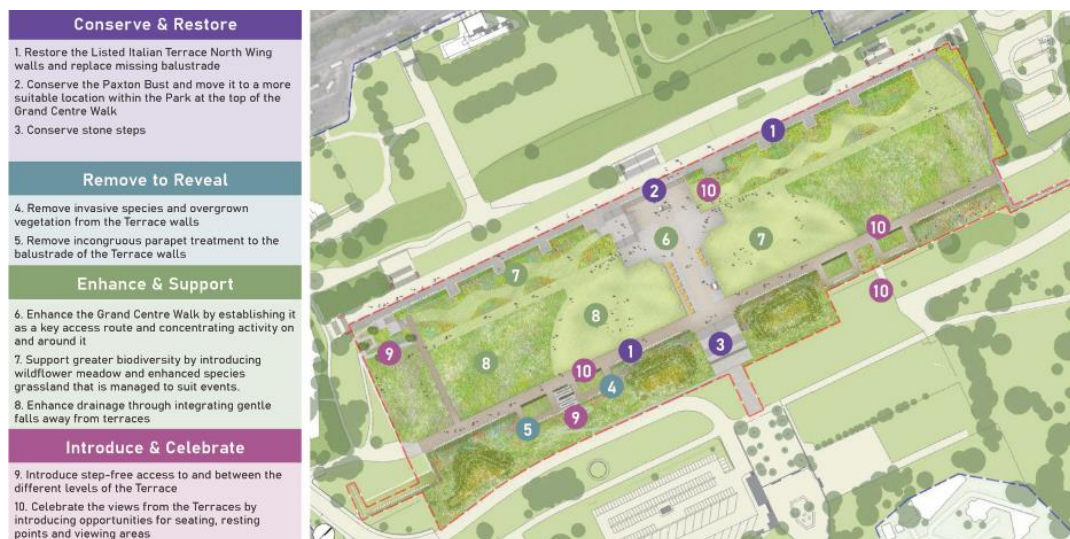 Conserve & Restore
1. Restore the Listed Italian Terrace North Wing
walls and replace missing balustrade
2. Conserve the Paxton Bust and move it to a more
suitable location within the Park at the top of the
Grand Centre Walk
3. Conserve stone steps
Remove to Reveal
4. Remove invasive species and overgrown
vegetation from the Terrace walls
5. Remove incongruous parapet treatment to the
balustrade of the Terrace walls
Enhance & Support
6. Enhance the Grand Centre Walk by establishing it
as a key access route and concentrating activity on
and around it
7. Support greater biodiversity by introducing
wildflower meadow and enhanced species
grassland that is managed to suit events.
8. Enhance drainage through integrating gentle
falls away from terraces
Introduce & Celebrate
9. Introduce step-free access to and between the
different levels of the Terrace
10. Celebrate the views from the Terraces by
introducing opportunities for seating, resting
points and viewing areas
1
2
10
10
6
7
7
10
9
8
3
8
1
10
4
9
5